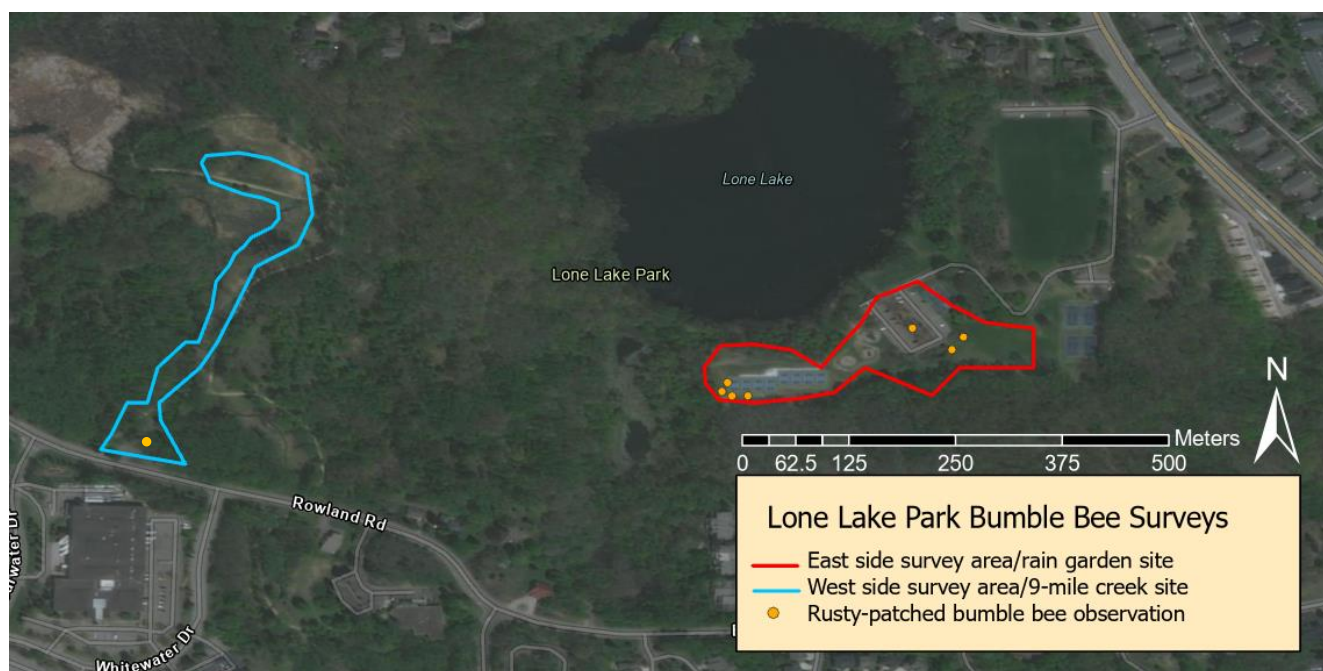 Lone Lake
Lone Lake Park
N
Meters
0 62.5 125 250 375 500
Rowland Rd
Whitewater Dr
Lone Lake Park Bumble Bee Surveys
East side survey area/rain garden site
West side survey area/9-mile creek site
Rusty-patched bumble bee observation